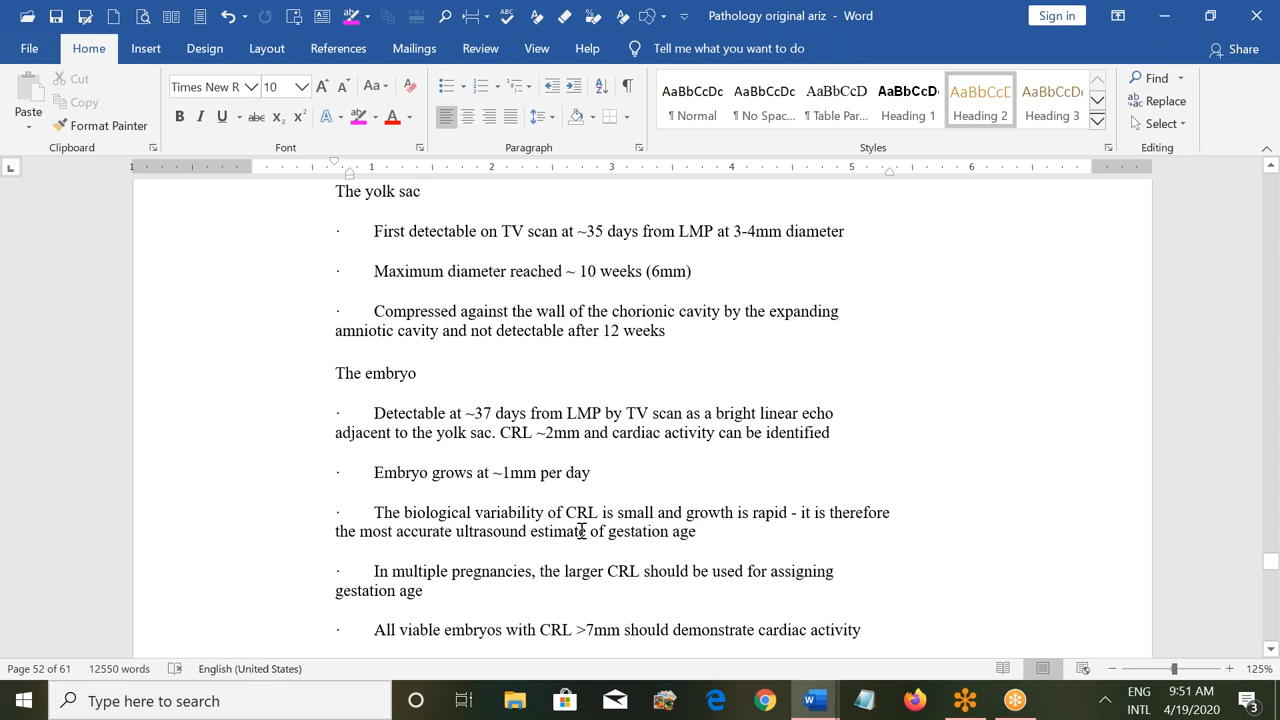 Pathology original ariz - Word
Sign in
File Home Insert Design Layout References Mailings Review View Help Tell me what you want to do Share
Paste
Cut
Copy
Format Painter
Clipboard
Times New R 10
Font
Paragraph
AaBbCcDc AaBbCcDc AaBbCcD AaBbCcD AaBbCcDc AaBbCcDc
¶ Normal ¶ No Spac... ¶ Table Par... Heading 1 Heading 2 Heading 3
Styles
Find
Replace
Select
Editing
1 1 2 3 4 5 6
The yolk sac
· First detectable on TV scan at ~35 days from LMP at 3-4mm diameter
· Maximum diameter reached ~ 10 weeks (6mm)
· Compressed against the wall of the chorionic cavity by the expanding
amniotic cavity and not detectable after 12 weeks
The embryo
· Detectable at ~37 days from LMP by TV scan as a bright linear echo
adjacent to the yolk sac. CRL ~2mm and cardiac activity can be identified
· Embryo grows at ~1mm per day
· The biological variability of CRL is small and growth is rapid - it is therefore
the most accurate ultrasound estimate of gestation age
· In multiple pregnancies, the larger CRL should be used for assigning
gestation age
· All viable embryos with CRL >7mm should demonstrate cardiac activity
Page 52 of 61 12550 words English (United States) 125%
Type here to search
ENG
INTL
9:51 AM
4/19/2020
3